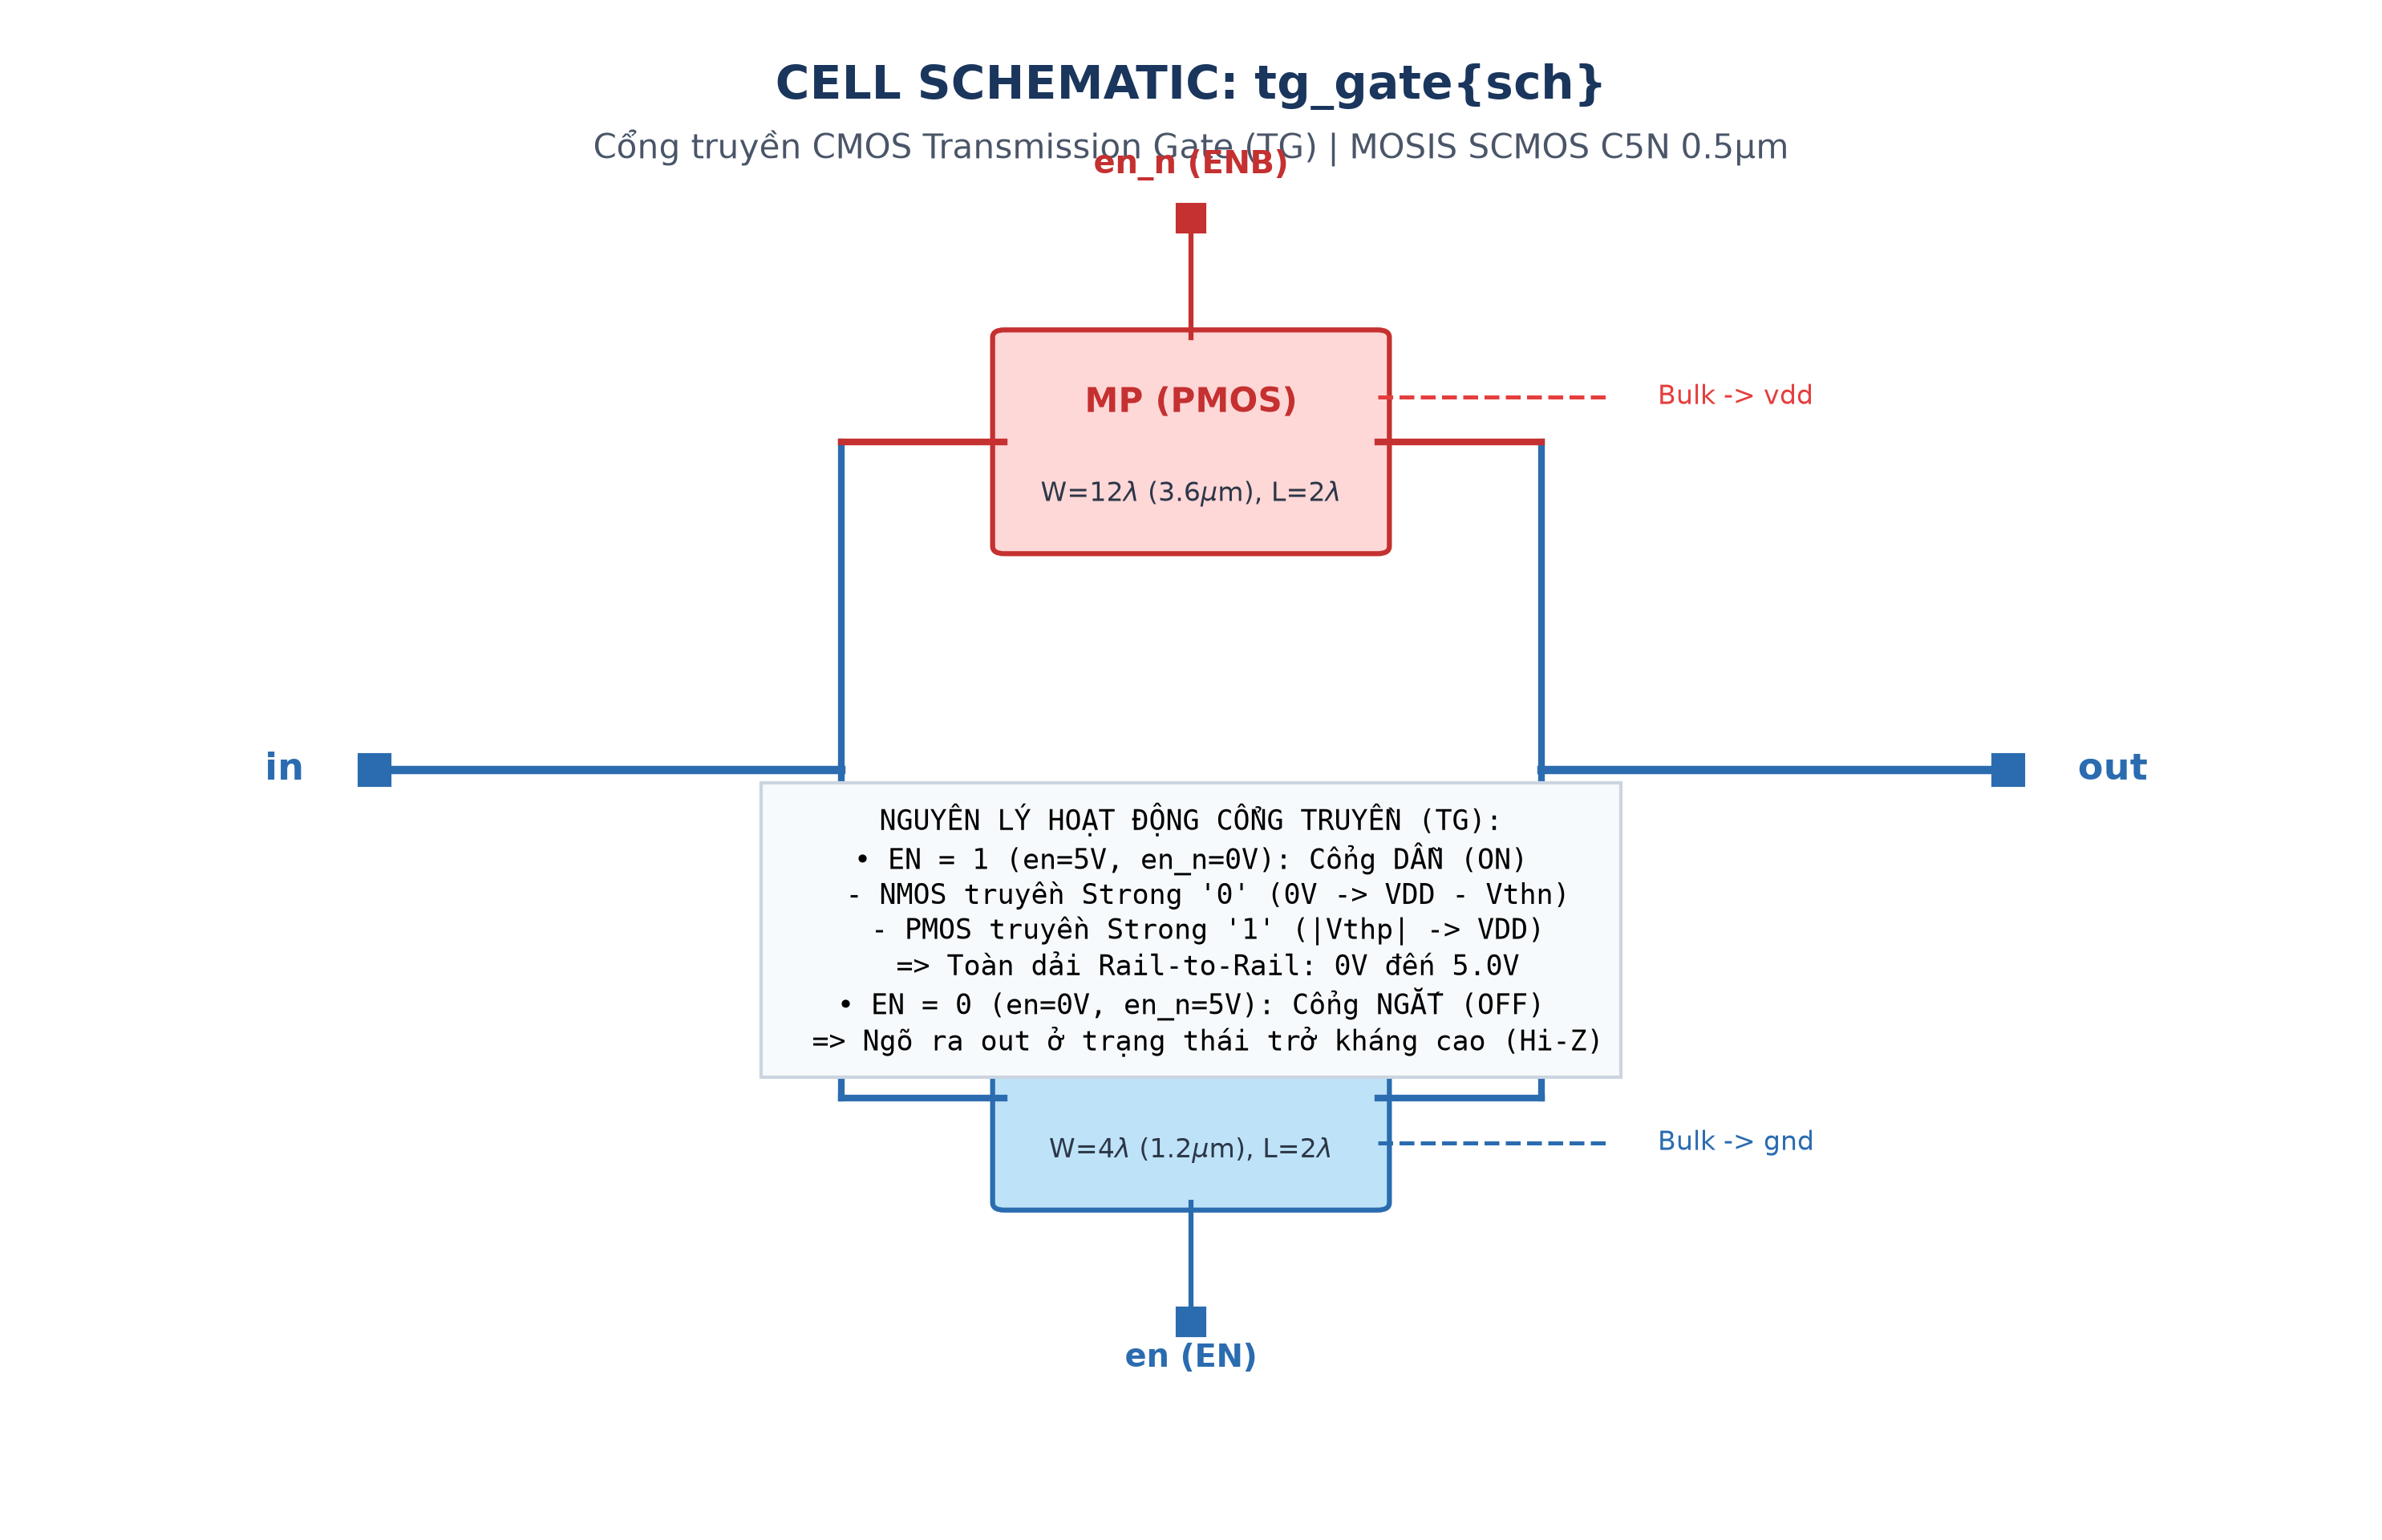 CELL SCHEMATIC: tg_gate{sch}
Cổng truyền CMOS Transmission Gate (TG) | MOSIS SCMOS C5N 0.5µm
en_n (ENB)
MP (PMOS)
Bulk -> vdd
W=12λ (3.6μm), L=2λ
in
out
NGUYÊN LÝ HOẠT ĐỘNG CỔNG TRUYỀN (TG):
• EN = 1 (en=5V, en_n=0V): Cổng DẪN (ON)
- NMOS truyền Strong '0' (0V -> VDD - Vthn)
- PMOS truyền Strong '1' (|Vthp| -> VDD)
=> Toàn dải Rail-to-Rail: 0V đến 5.0V
• EN = 0 (en=0V, en_n=5V): Cổng NGẮT (OFF)
=> Ngõ ra out ở trạng thái trở kháng cao (Hi-Z)
W=4λ (1.2μm), L=2λ
Bulk -> gnd
en (EN)